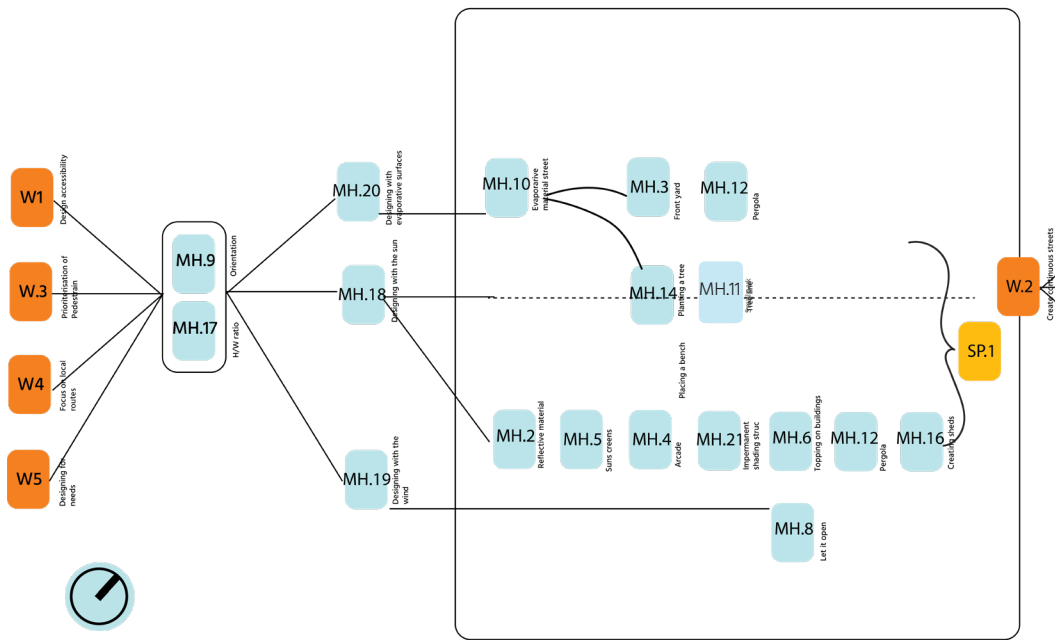 W1
Design accessibility
W.3
Prioriterisation of
Pedestrain
W4
Focus on local
routes
W5
Designing for
needs
MH.9
Orientation
MH.17
H/W ratio
MH.20
Designing with
evaporative surfaces
MH.18
Designing with the sun
MH.19
Designing with the
wind
MH.10
Evaporarive
material street
MH.3
Front yard
MH.12
Pergola
MH.14
Planting a tree
MH.11
Tree line
Placing a bench
MH.2
Reflective material
MH.5
Suns creens
MH.4
Arcade
MH.21
Impermanent
shading struc
MH.6
Topping on buildings
MH.12
Pergola
MH.16
Creating sheds
MH.8
Let it open
SP.1
W.2
Create continuous streets